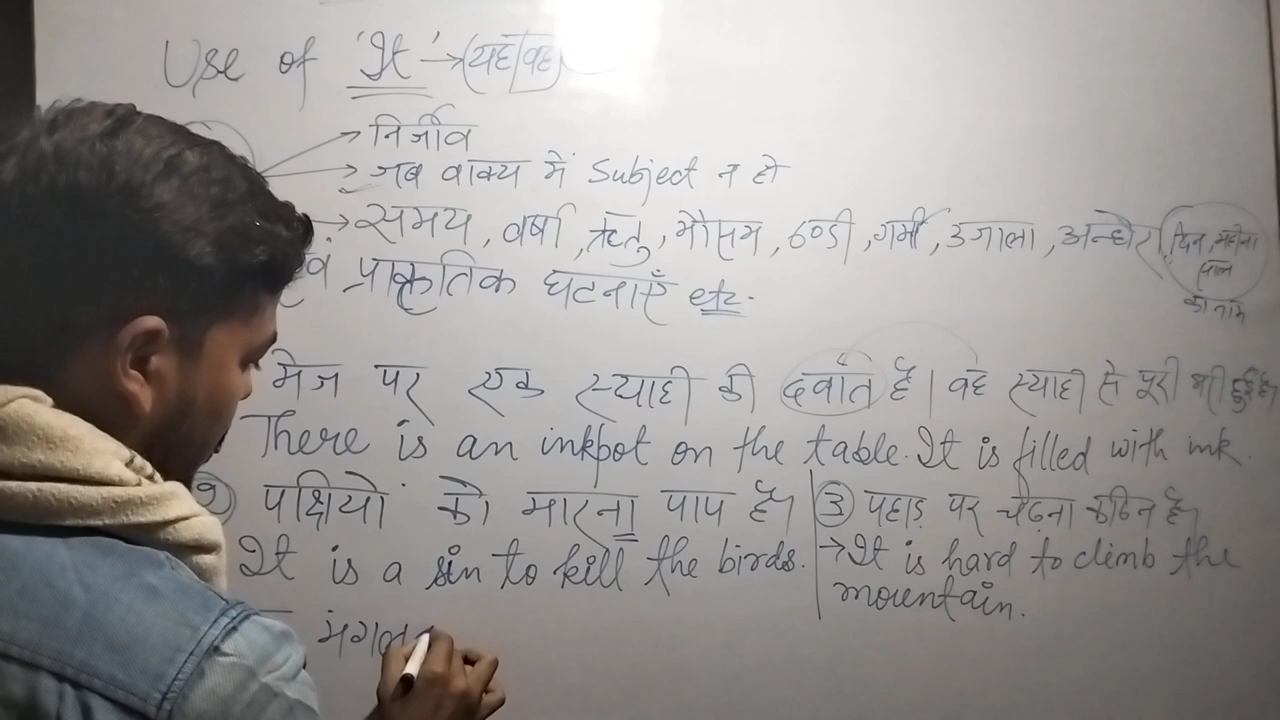 Use of 'It' → (यह/वह)
→ निर्जीव
→ जब वाक्य में Subject न हो
→ समय, वर्षा, ऋतु, मौसम, ठण्डी, गर्मी, उजाला, अन्धेरा, दिन, महीना
साल
का नाम
एवं प्राकृतिक घटनाएँ etc.
मेज पर एक स्याही की दवात है। वह स्याही से पूरी भरी हुई है।
There is an inkpot on the table. It is filled with ink.
② पक्षियों को मारना पाप है।
It is a sin to kill the birds.
③ पहाड़ पर चढ़ना कठिन है।
→ It is hard to climb the
mountain.
मंगल